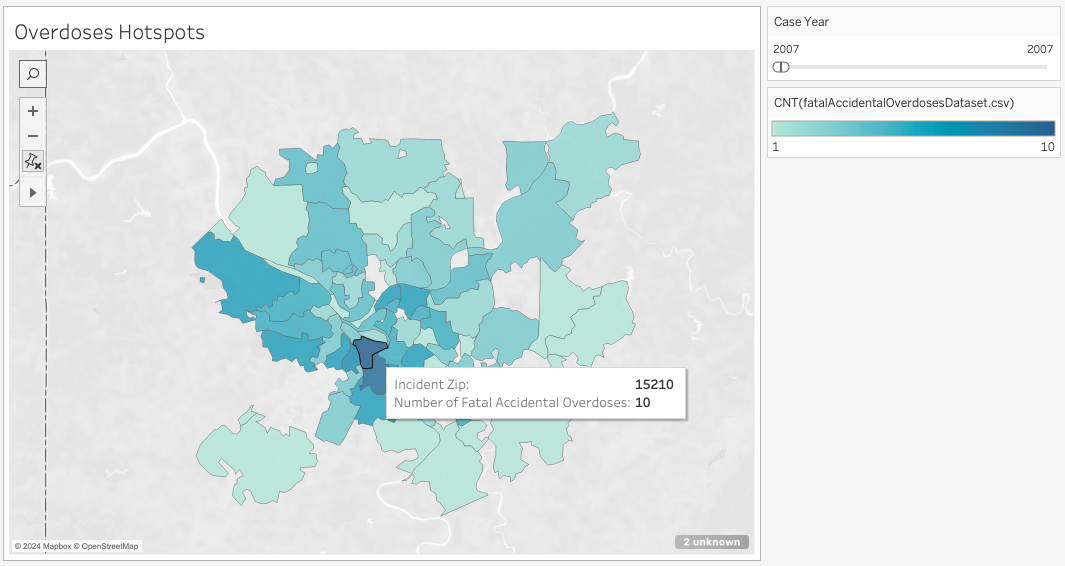 Overdoses Hotspots
Incident Zip: 15210
Number of Fatal Accidental Overdoses: 10
© 2024 Mapbox © OpenStreetMap
2 unknown
Case Year
2007 2007
CNT(fatalAccidentalOverdosesDataset.csv)
1 10